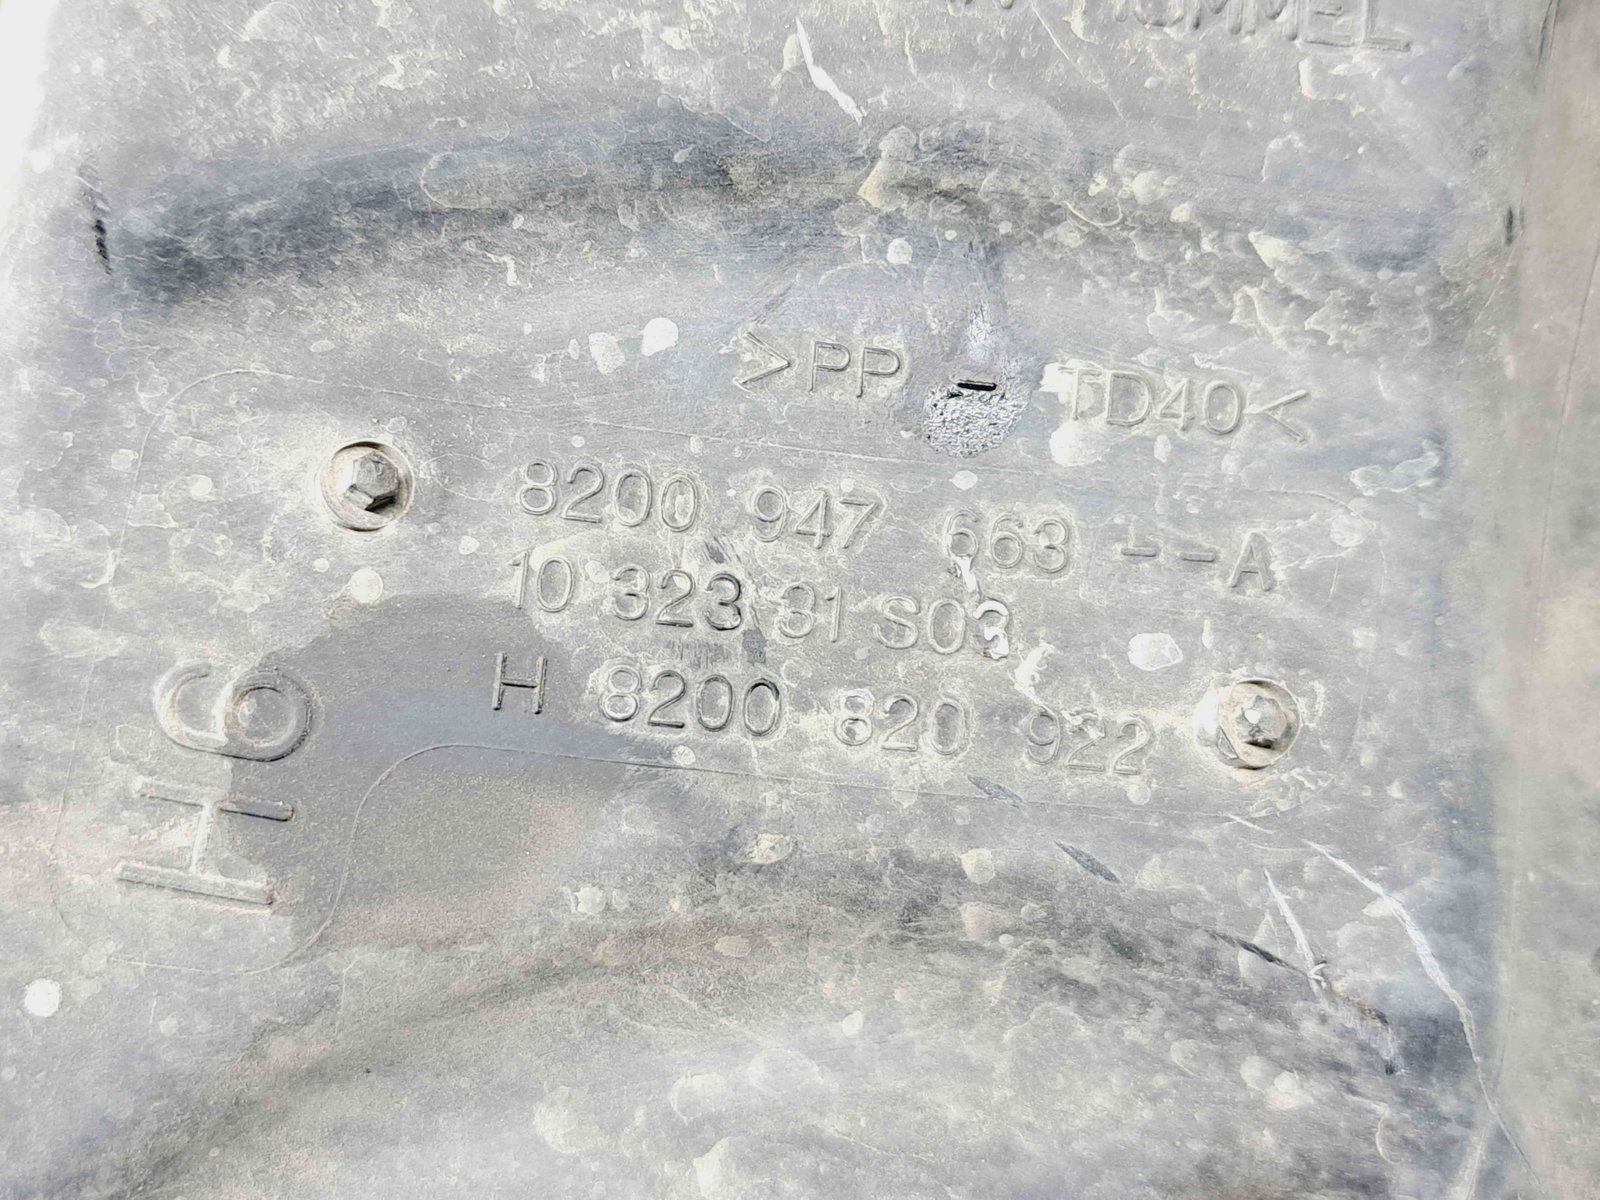 >PP - TD40<
8200 947 663 --A
10 323 31 S03
H 8200 820 922
H6